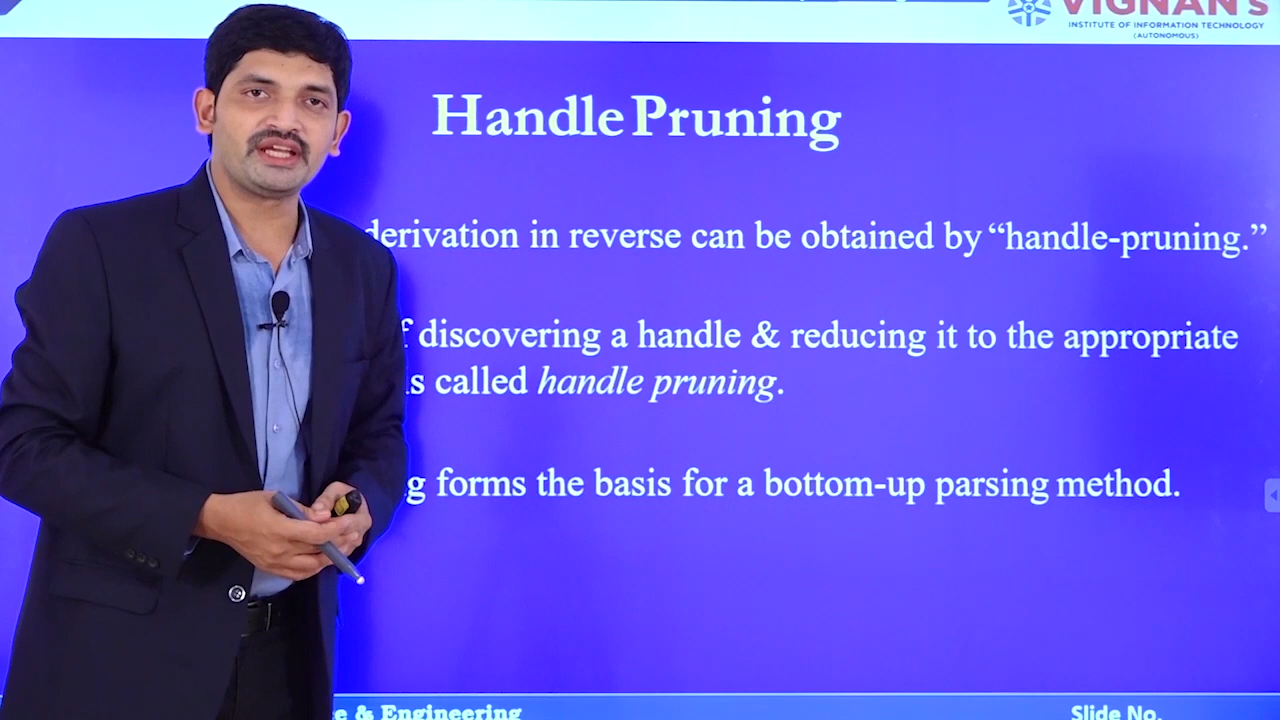 VIGNAN's
INSTITUTE OF INFORMATION TECHNOLOGY
(AUTONOMOUS)
Handle Pruning
derivation in reverse can be obtained by “handle-pruning.”
discovering a handle & reducing it to the appropriate
called handle pruning.
forms the basis for a bottom-up parsing method.
& Engineering
Slide No.